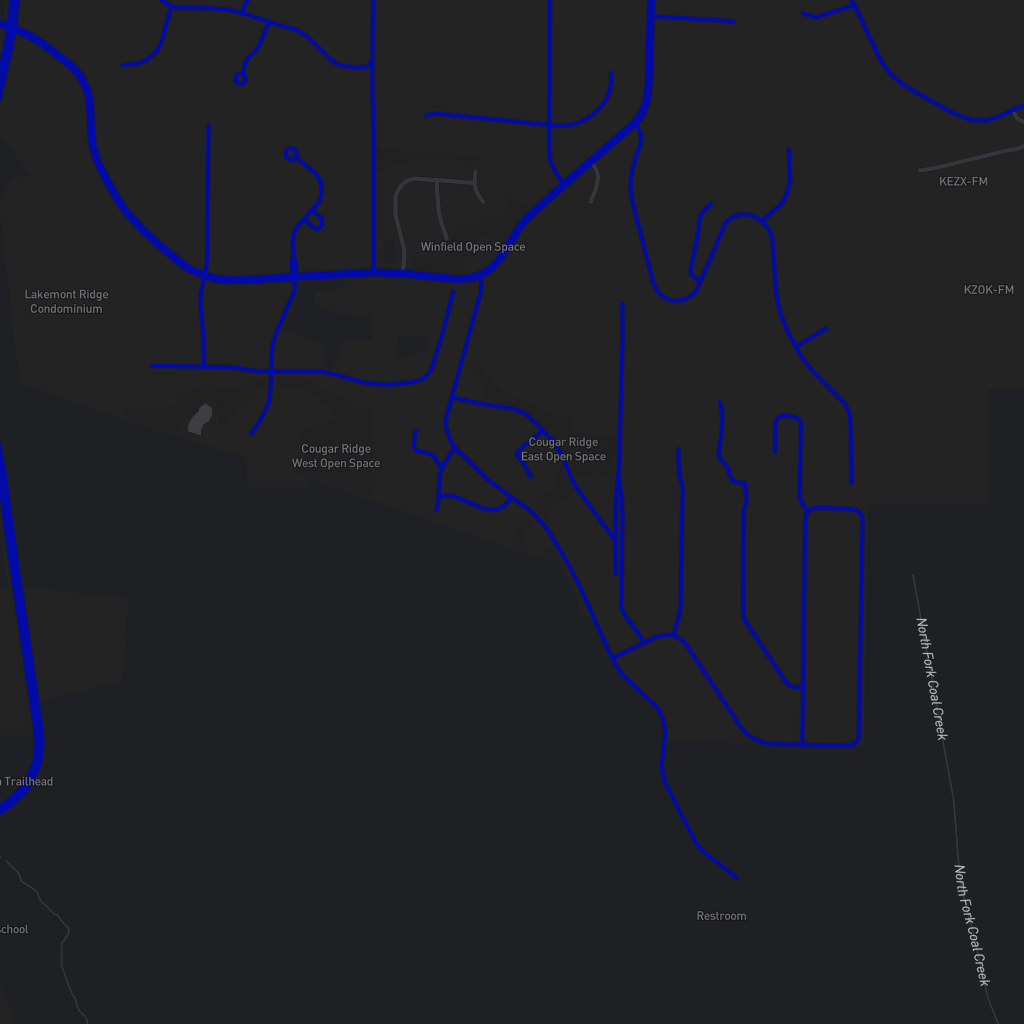 KEZX-FM
Winfield Open Space
KZOK-FM
Lakemont Ridge
Condominium
Cougar Ridge
East Open Space
Cougar Ridge
West Open Space
North Fork Coal Creek
Trailhead
North Fork Coal Creek
Restroom
chool